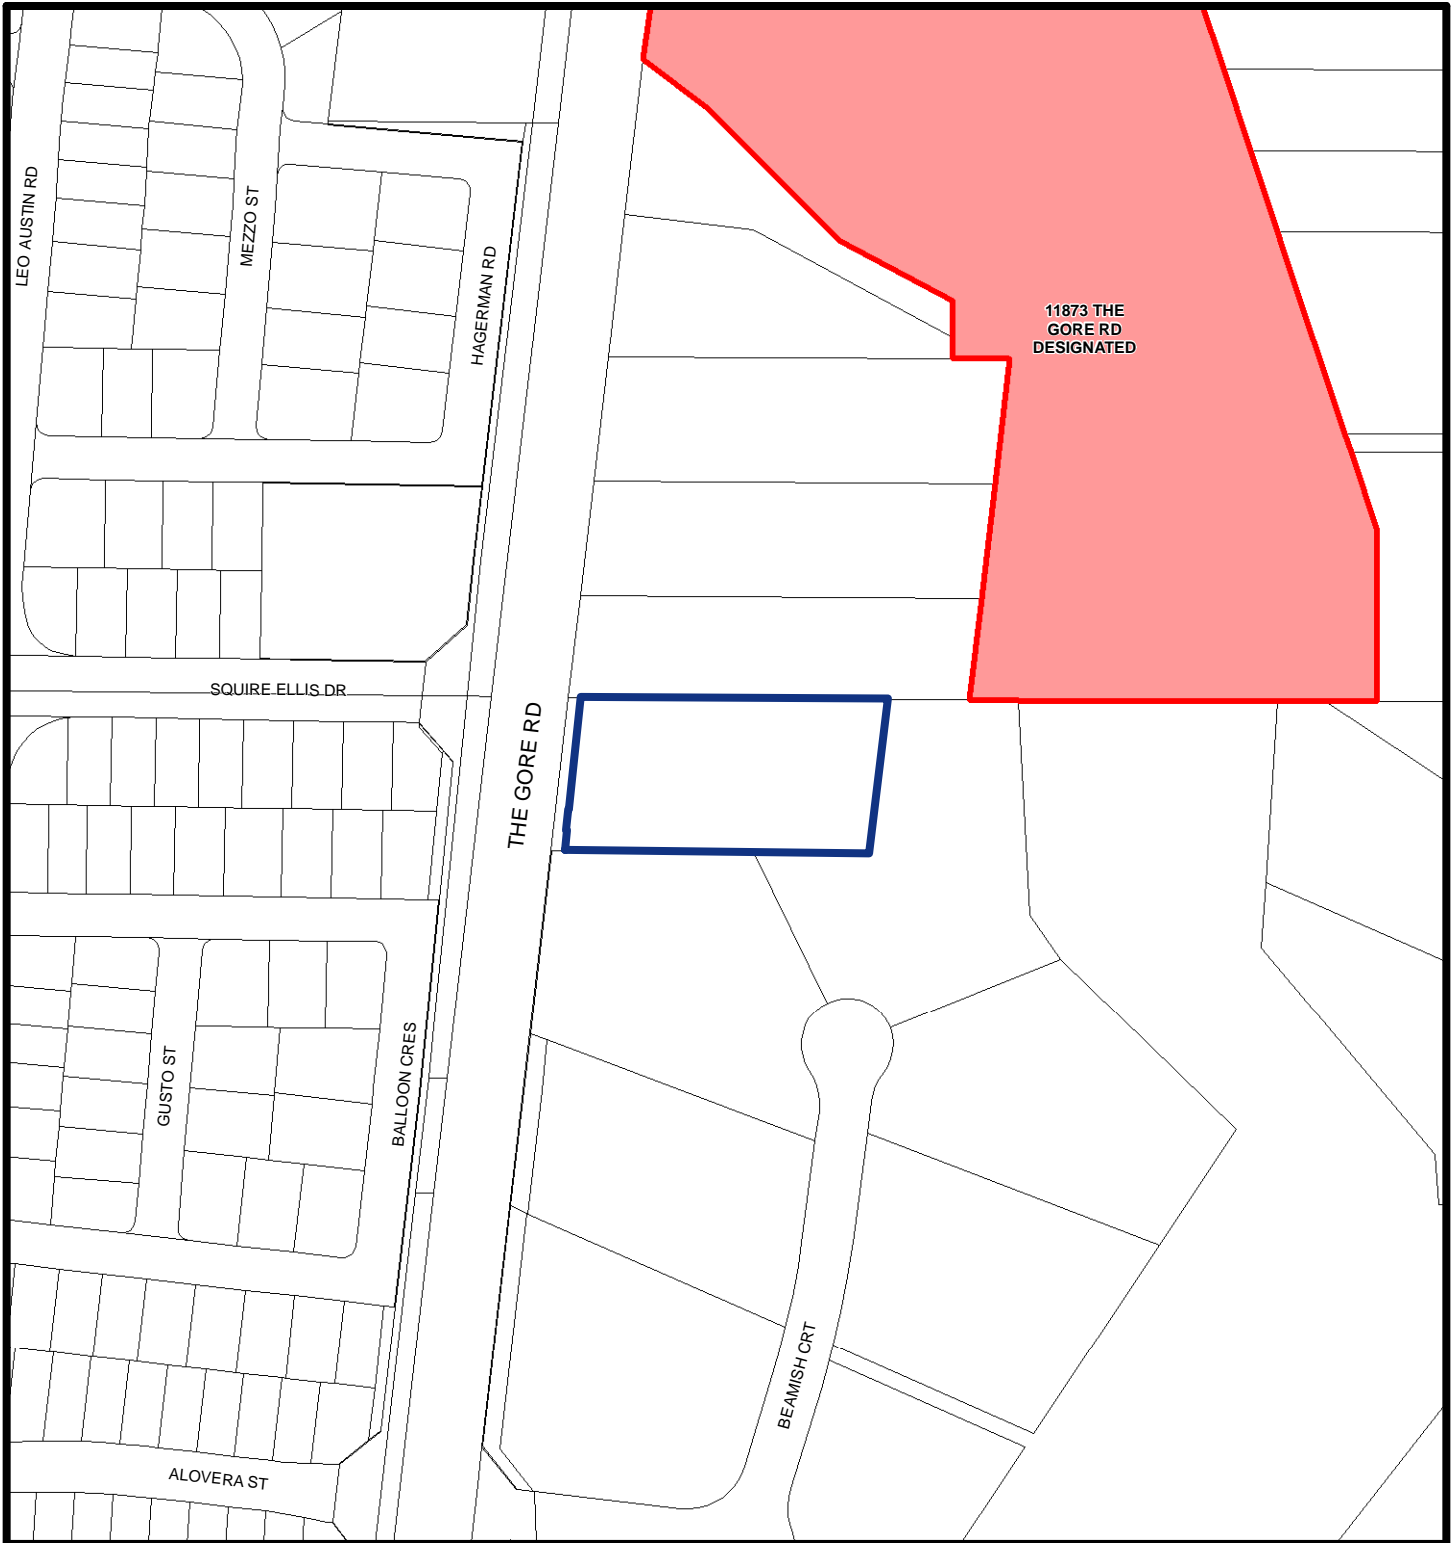 LEO AUSTIN RD
MEZZO ST
HAGERMAN RD
11873 THE
GORE RD
DESIGNATED
SQUIRE ELLIS DR
THE GORE RD
GUSTO ST
BALLOON CRES
BEAMISH CRT
ALOVERA ST